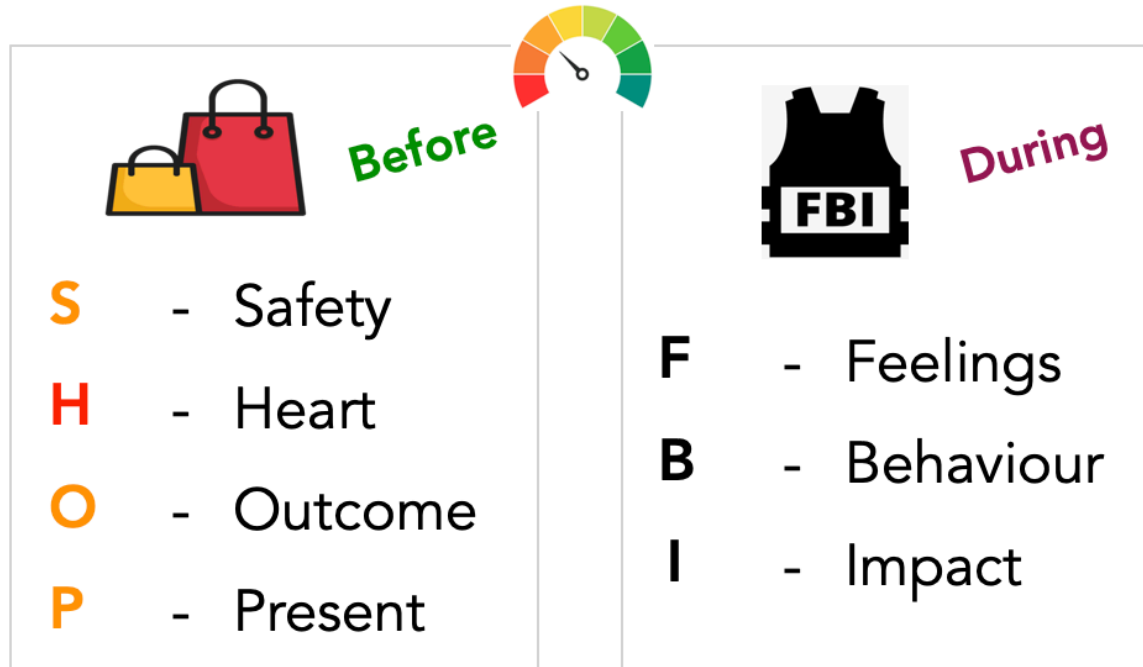 Before
S - Safety
H - Heart
O - Outcome
P - Present
During
FBI
F - Feelings
B - Behaviour
I - Impact